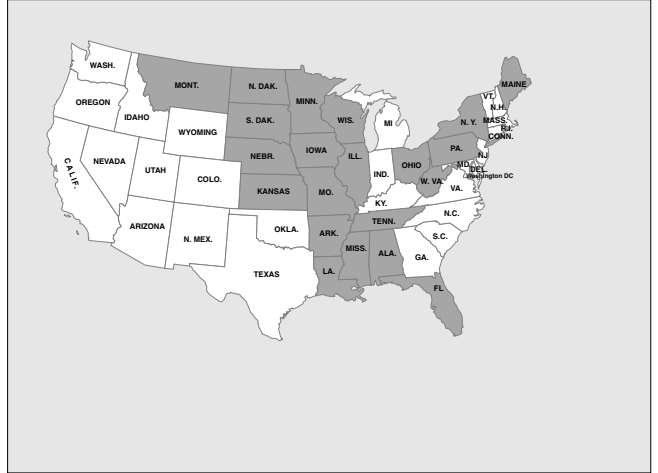 WASH.
OREGON
CALIF.
NEVADA
IDAHO
MONT.
WYOMING
UTAH
COLO.
ARIZONA
N. MEX.
N. DAK.
S. DAK.
NEBR.
KANSAS
OKLA.
TEXAS
MINN.
IOWA
MO.
ARK.
LA.
WIS.
ILL.
MI
IND.
OHIO
KY.
TENN.
MISS.
ALA.
GA.
FL
S.C.
N.C.
VA.
W. VA.
PA.
N. Y.
MD.
DEL.
Washington DC
NJ
CONN.
R.I.
MASS.
VT.
N.H.
MAINE